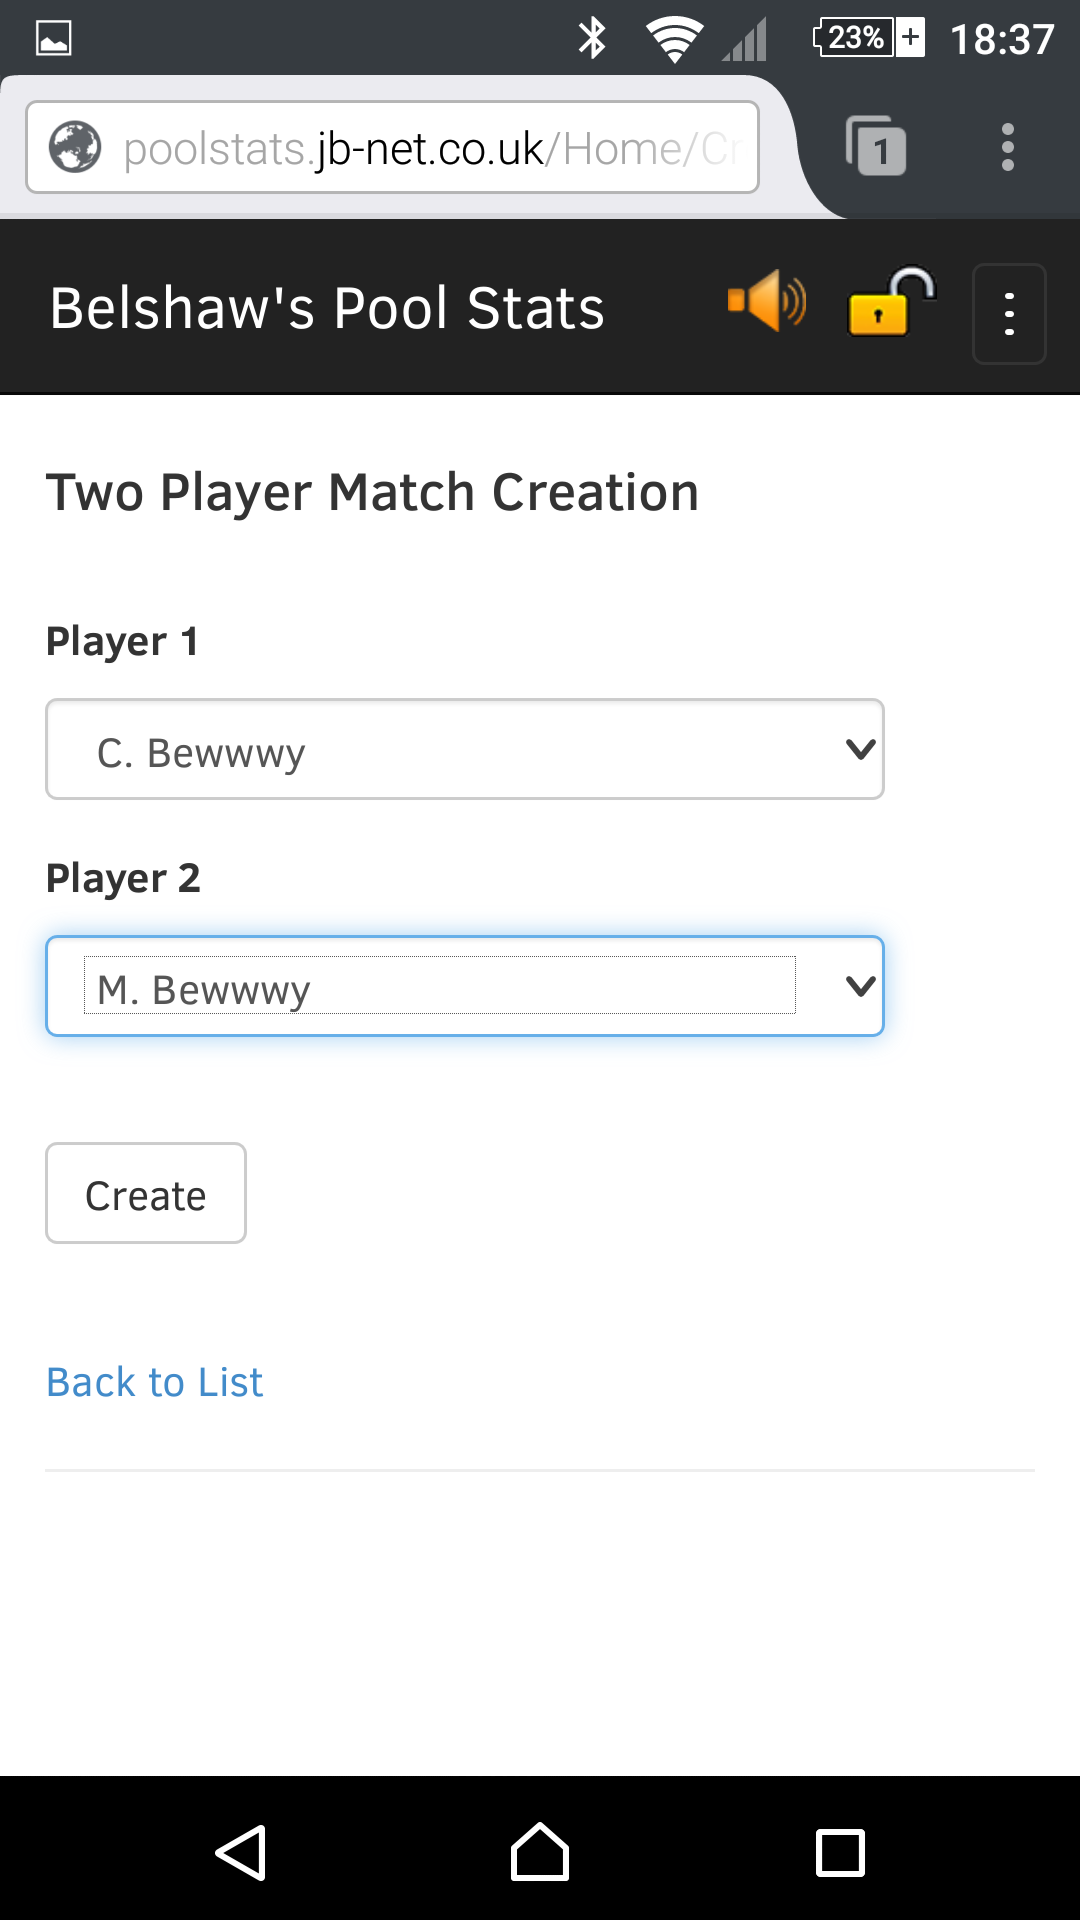 23% 18:37
poolstats.jb-net.co.uk/Home/Cr
1
Belshaw's Pool Stats
Two Player Match Creation
Player 1
C. Bewwwy
Player 2
M. Bewwwy
Create
Back to List